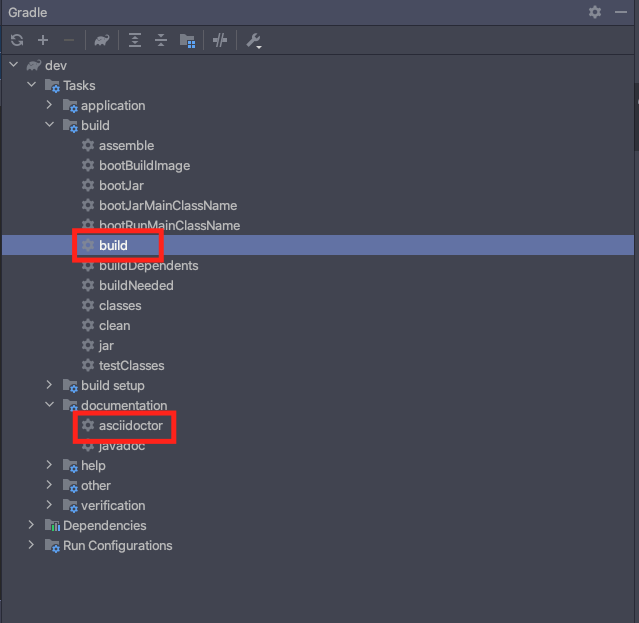 Gradle
dev
Tasks
application
build
assemble
bootBuildImage
bootJar
bootJarMainClassName
bootRunMainClassName
build
buildDependents
buildNeeded
classes
clean
jar
testClasses
build setup
documentation
asciidoctor
javadoc
help
other
verification
Dependencies
Run Configurations